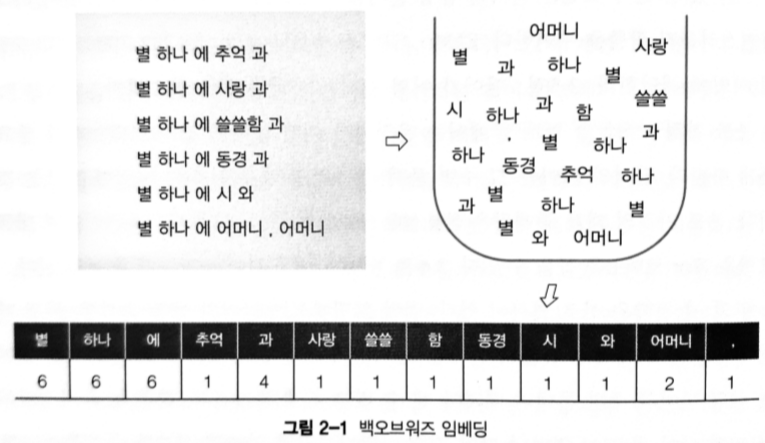 별 하나 에 추억 과
별 하나 에 사랑 과
별 하나 에 쓸쓸함 과
별 하나 에 동경 과
별 하나 에 시 와
별 하나 에 어머니 , 어머니
어머니
별 과 하나 별 사랑
시 하나 과 함 쓸쓸
하나 , 별 하나 과
동경 추억 하나
과 별 하나 별
별 와 어머니
별 하나 에 추억 과 사랑 쓸쓸 함 동경 시 와 어머니 ,
6 6 6 1 4 1 1 1 1 1 1 2 1
그림 2-1 백오브워즈 임베딩